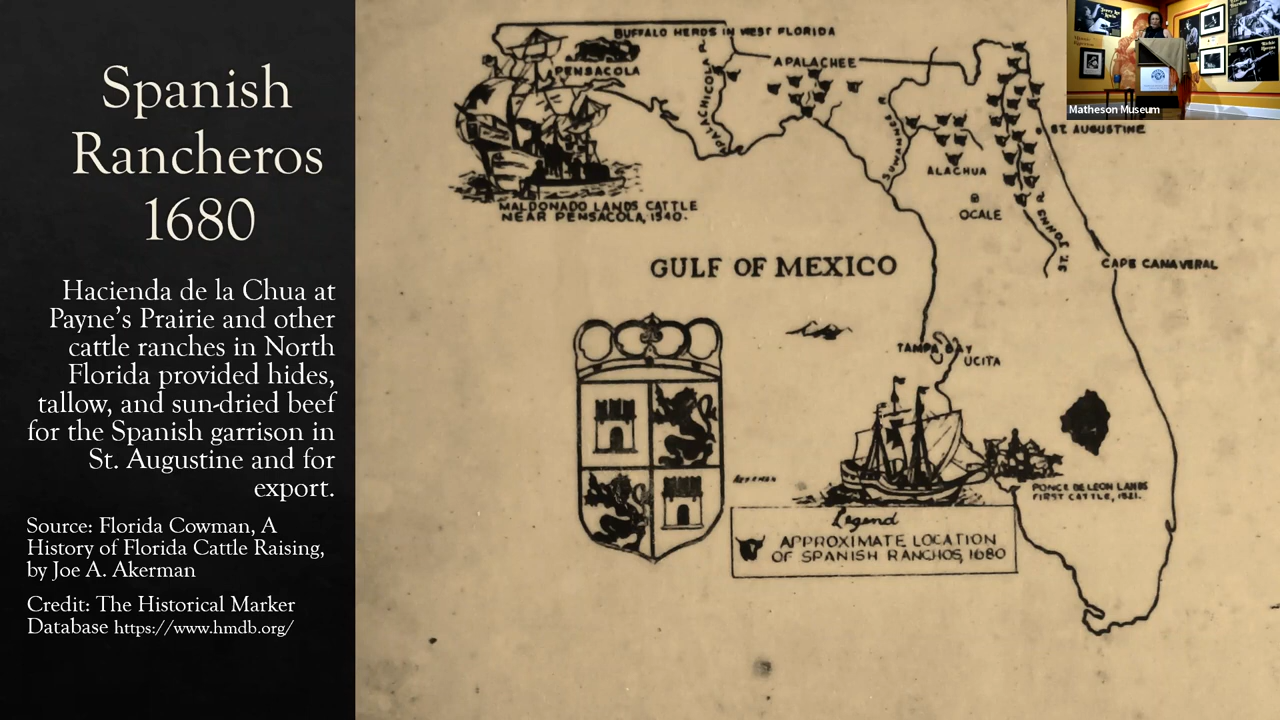 Spanish
Rancheros
1680
Hacienda de la Chua at
Payne's Prairie and other
cattle ranches in North
Florida provided hides,
tallow, and sun-dried beef
for the Spanish garrison in
St. Augustine and for
export.
Source: Florida Cowman, A
History of Florida Cattle Raising,
by Joe A. Akerman
Credit: The Historical Marker
Database https://www.hmdb.org/
BUFFALO HERDS IN WEST FLORIDA
PENSACOLA
APALACHICOLA R.
APALACHEE
SUWANEE R.
ST. AUGUSTINE
ALACHUA
OCALE
ST. JOHNS R.
MALDONADO LANDS CATTLE
NEAR PENSACOLA, 1540.
GULF OF MEXICO
CAPE CANAVERAL
TAMPA BAY
UCITA
PONCE DE LEON LANDS
FIRST CATTLE, 1521.
Legend
APPROXIMATE LOCATION
OF SPANISH RANCHOS, 1680
Matheson Museum